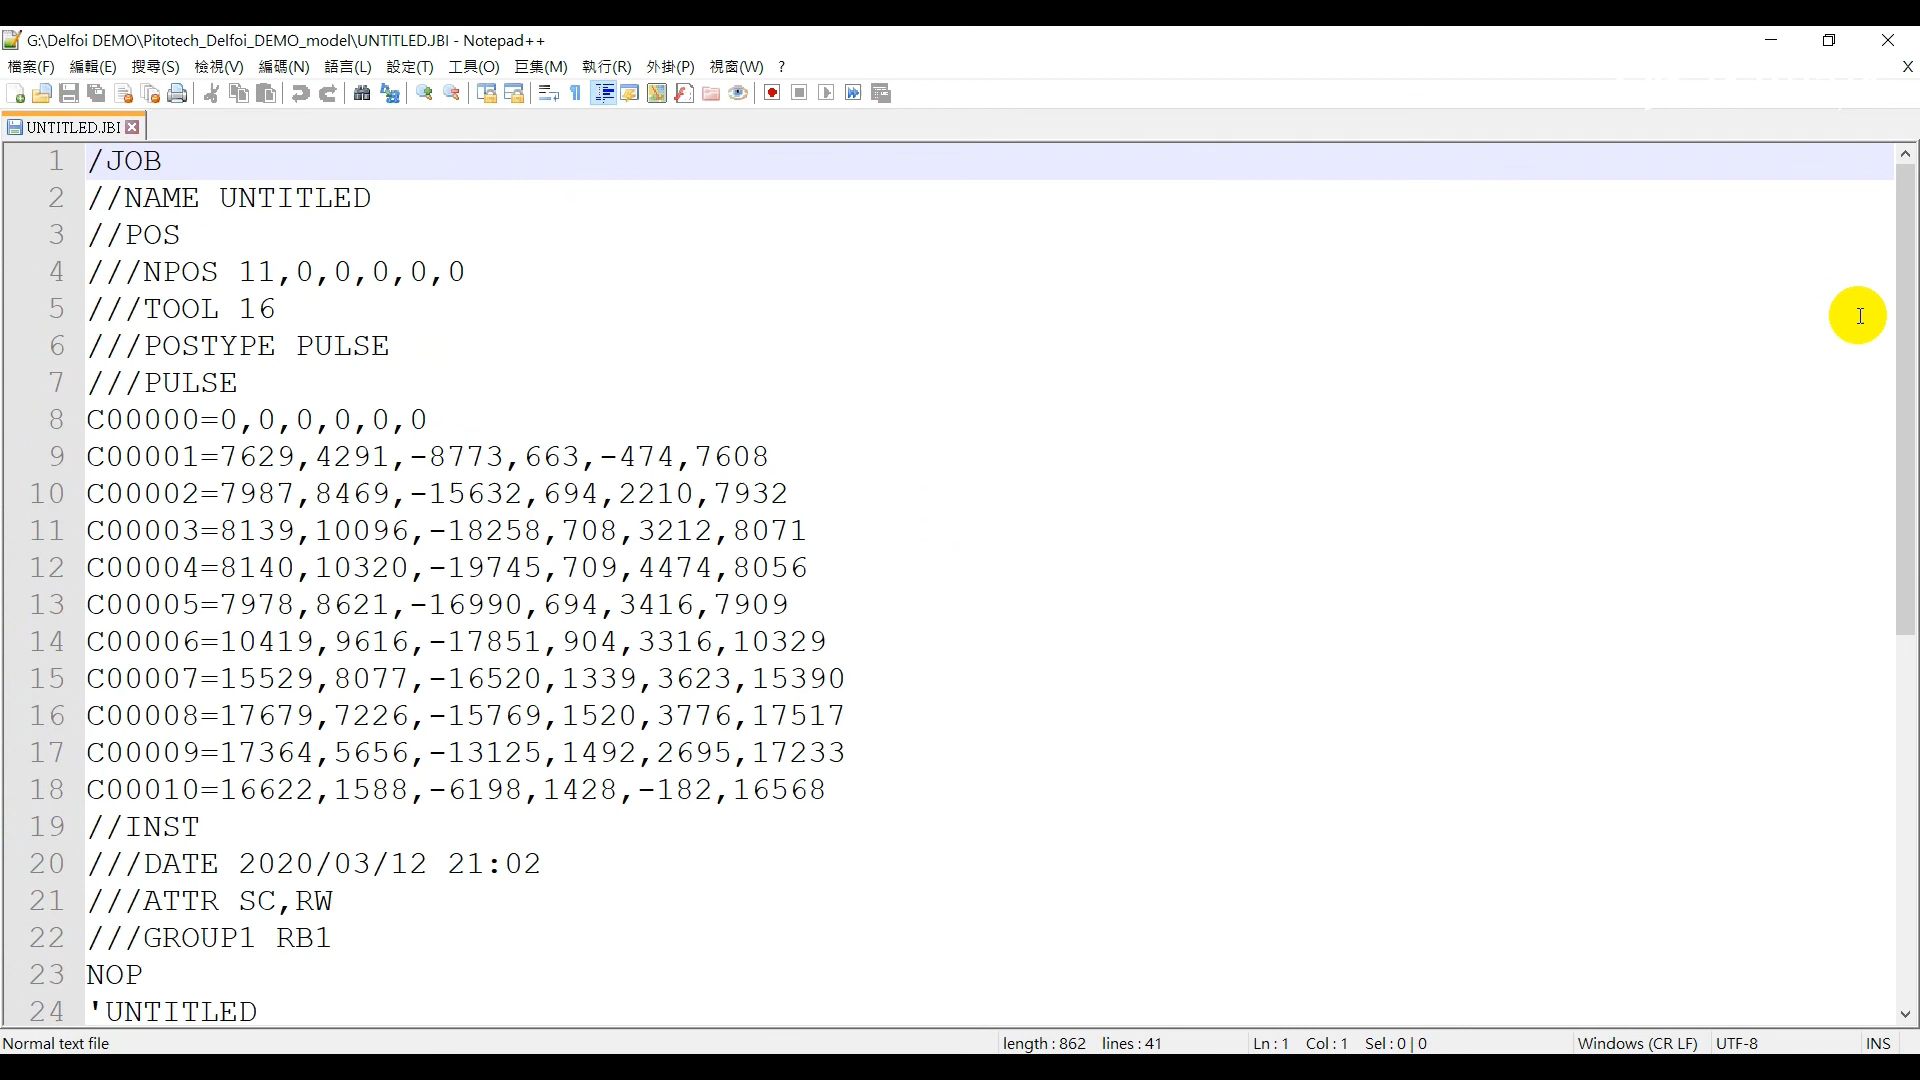 G:\Delfoi DEMO\Pitotech_Delfoi_DEMO_model\UNTITLED.JBI - Notepad++
檔案(F) 編輯(E) 搜尋(S) 檢視(V) 編碼(N) 語言(L) 設定(T) 工具(O) 巨集(M) 執行(R) 外掛(P) 視窗(W) ? X
UNTITLED.JBI
1 /JOB
2 //NAME UNTITLED
3 //POS
4 ///NPOS 11,0,0,0,0,0
5 ///TOOL 16
6 ///POSTYPE PULSE
7 ///PULSE
8 C00000=0,0,0,0,0,0
9 C00001=7629,4291,-8773,663,-474,7608
10 C00002=7987,8469,-15632,694,2210,7932
11 C00003=8139,10096,-18258,708,3212,8071
12 C00004=8140,10320,-19745,709,4474,8056
13 C00005=7978,8621,-16990,694,3416,7909
14 C00006=10419,9616,-17851,904,3316,10329
15 C00007=15529,8077,-16520,1339,3623,15390
16 C00008=17679,7226,-15769,1520,3776,17517
17 C00009=17364,5656,-13125,1492,2695,17233
18 C00010=16622,1588,-6198,1428,-182,16568
19 //INST
20 ///DATE 2020/03/12 21:02
21 ///ATTR SC,RW
22 ///GROUP1 RB1
23 NOP
24 'UNTITLED
Normal text file length : 862 lines : 41 Ln : 1 Col : 1 Sel : 0 | 0 Windows (CR LF) UTF-8 INS